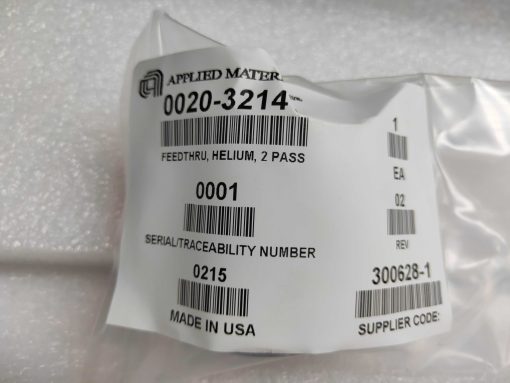 APPLIED MATER
0020-3214
1
EA
FEEDTHRU, HELIUM, 2 PASS
0001
02
REV
SERIAL/TRACEABILITY NUMBER
0215
300628-1
MADE IN USA
SUPPLIER CODE: